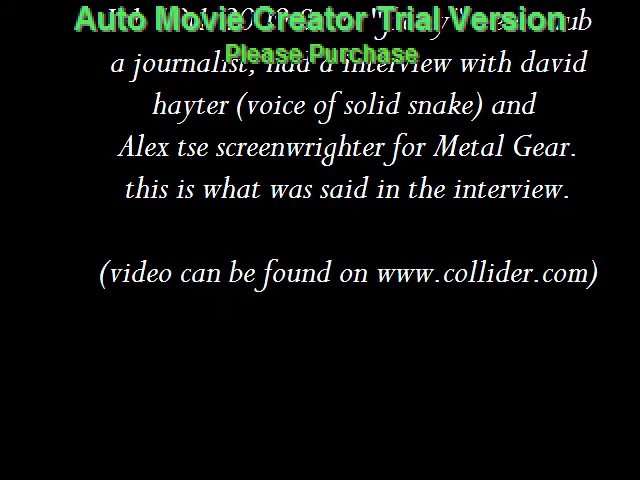 Auto Movie Creator Trial Version
Please Purchase
a journalist, had a interview with david
hayter (voice of solid snake) and
Alex tse screenwrighter for Metal Gear.
this is what was said in the interview.
(video can be found on www.collider.com)